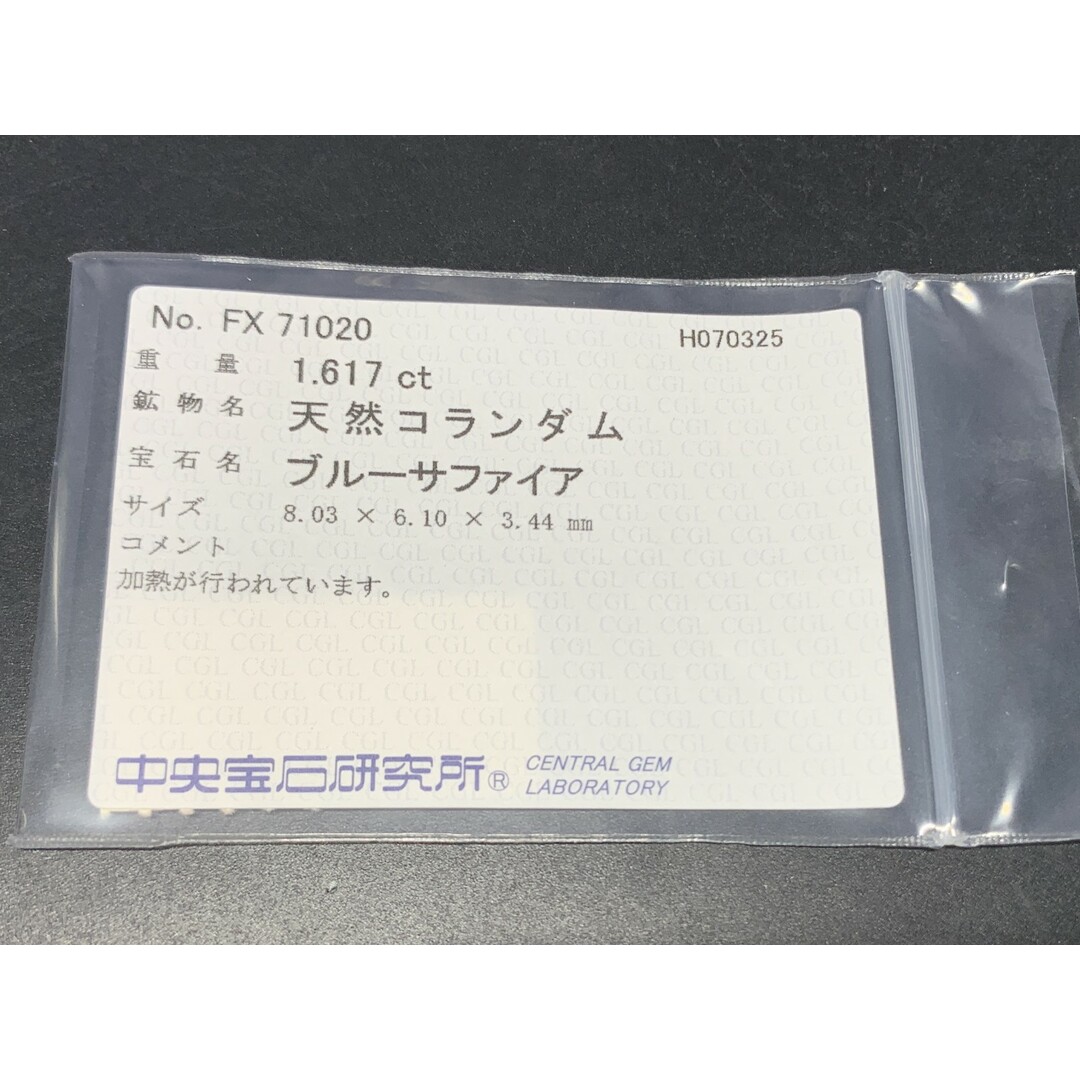 No. FX 71020 H070325
重 量 1.617 ct
鉱物名 天然コランダム
宝石名 ブルーサファイア
サイズ 8.03 × 6.10 × 3.44 ㎜
コメント
加熱が行われています。
中央宝石研究所® CENTRAL GEM
LABORATORY